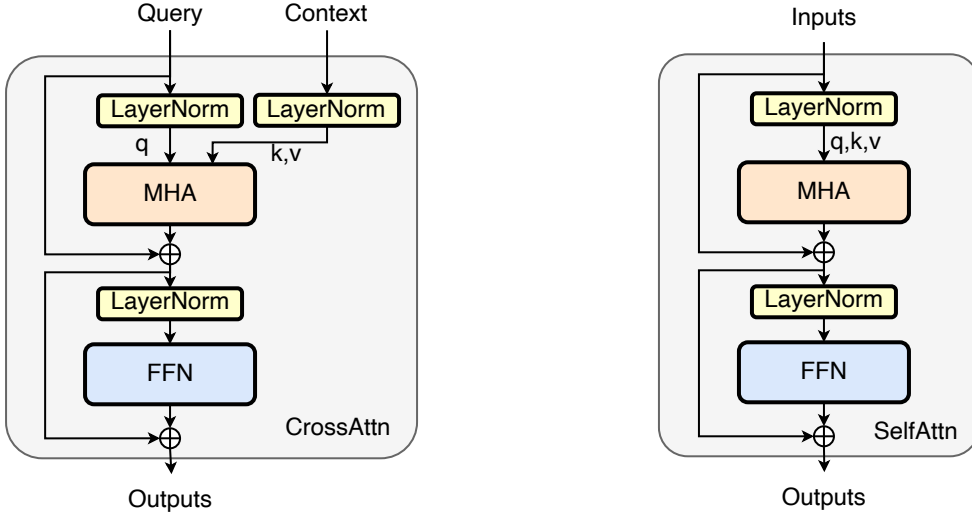 Query
Context
LayerNorm
LayerNorm
q
k,v
MHA
LayerNorm
FFN
CrossAttn
Outputs
Inputs
LayerNorm
q,k,v
MHA
LayerNorm
FFN
SelfAttn
Outputs